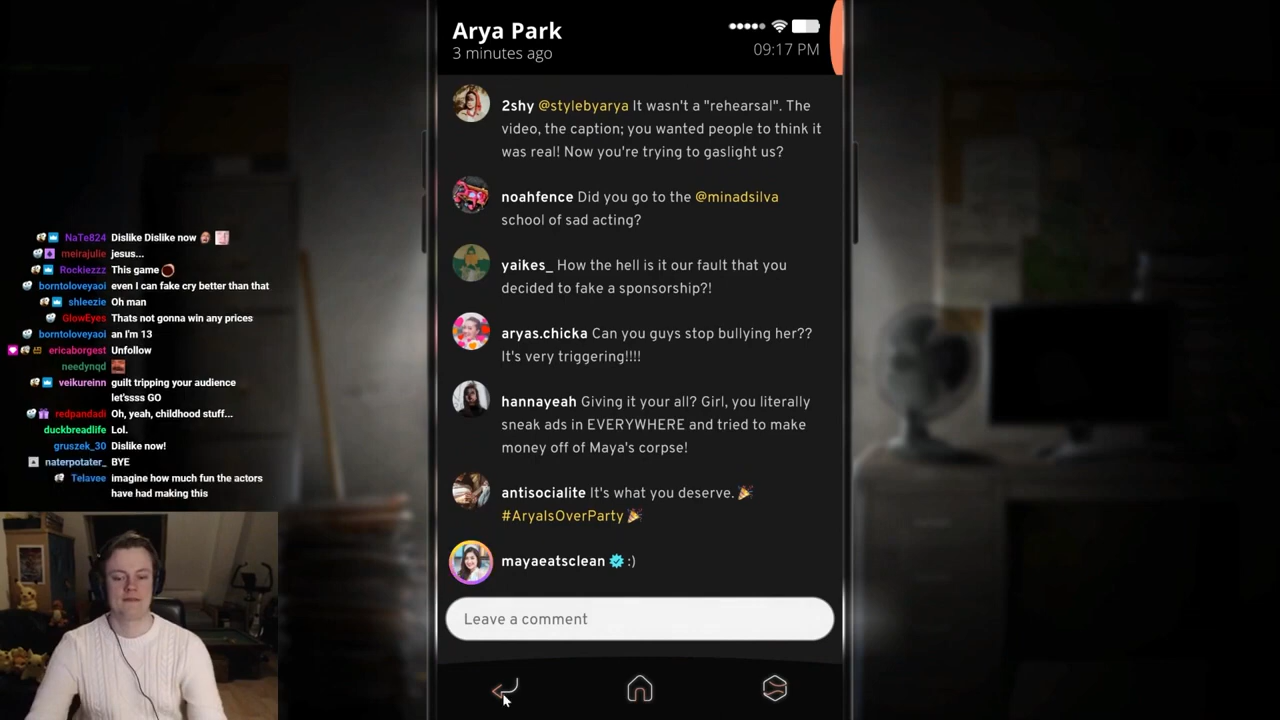 Arya Park
3 minutes ago
09:17 PM
2shy @stylebyarya It wasn't a "rehearsal". The
video, the caption; you wanted people to think it
was real! Now you're trying to gaslight us?
noahfence Did you go to the @minadsilva
school of sad acting?
yaikes_ How the hell is it our fault that you
decided to fake a sponsorship?!
aryas.chicka Can you guys stop bullying her??
It's very triggering!!!!
hannayeah Giving it your all? Girl, you literally
sneak ads in EVERYWHERE and tried to make
money off of Maya's corpse!
antisocialite It's what you deserve. 🎉
#AryaIsOverParty 🎉
mayaeatsclean :)
Leave a comment
NaTe824 Dislike Dislike now
meirajulie jesus...
Rockiezzz This game
borntoloveyaoi even i can fake cry better than that
shleezie Oh man
GlowEyes Thats not gonna win any prices
borntoloveyaoi an I'm 13
ericaborgest Unfollow
needynqd
veikureinn guilt tripping your audience
let'ssss GO
redpandadi Oh, yeah, childhood stuff...
duckbreadlife Lol.
gruszek_30 Dislike now!
naterpotater_ BYE
Telavee imagine how much fun the actors
have had making this